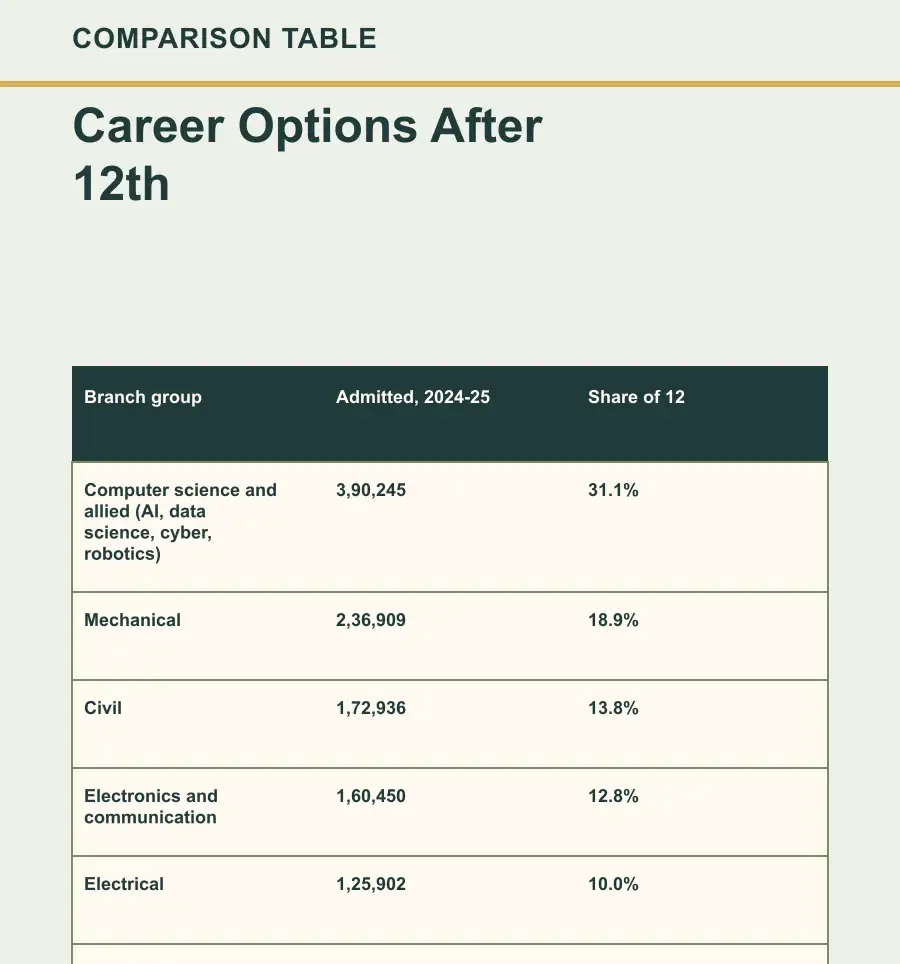 COMPARISON TABLE
Career Options After
12th
Branch group Admitted, 2024-25 Share of 12
Computer science and 3,90,245 31.1%
allied (AI, data
science, cyber,
robotics)
Mechanical 2,36,909 18.9%
Civil 1,72,936 13.8%
Electronics and 1,60,450 12.8%
communication
Electrical 1,25,902 10.0%